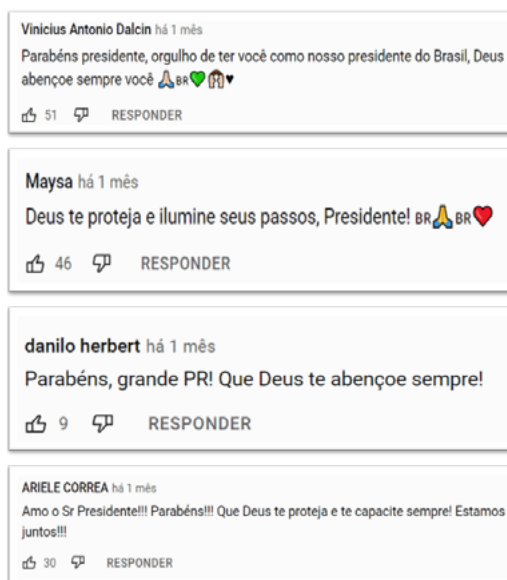 Vinicius Antonio Dalcin há 1 mês
Parabéns presidente, orgulho de ter você como nosso presidente do Brasil, Deus
abençoe sempre você 🙏🏻BR💚👨‍👩‍👧♥
51 RESPONDER
Maysa há 1 mês
Deus te proteja e ilumine seus passos, Presidente! BR🙏BR❤️
46 RESPONDER
danilo herbert há 1 mês
Parabéns, grande PR! Que Deus te abençoe sempre!
9 RESPONDER
ARIELE CORREA há 1 mês
Amo o Sr Presidente!!! Parabéns!!! Que Deus te proteja e te capacite sempre! Estamos
juntos!!!
30 RESPONDER